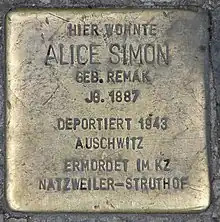 HIER WOHNTE
ALICE SIMON
GEB. REMAK
JG. 1887
DEPORTIERT 1943
AUSCHWITZ
ERMORDET IM KZ
NATZWEILER-STRUTHOF